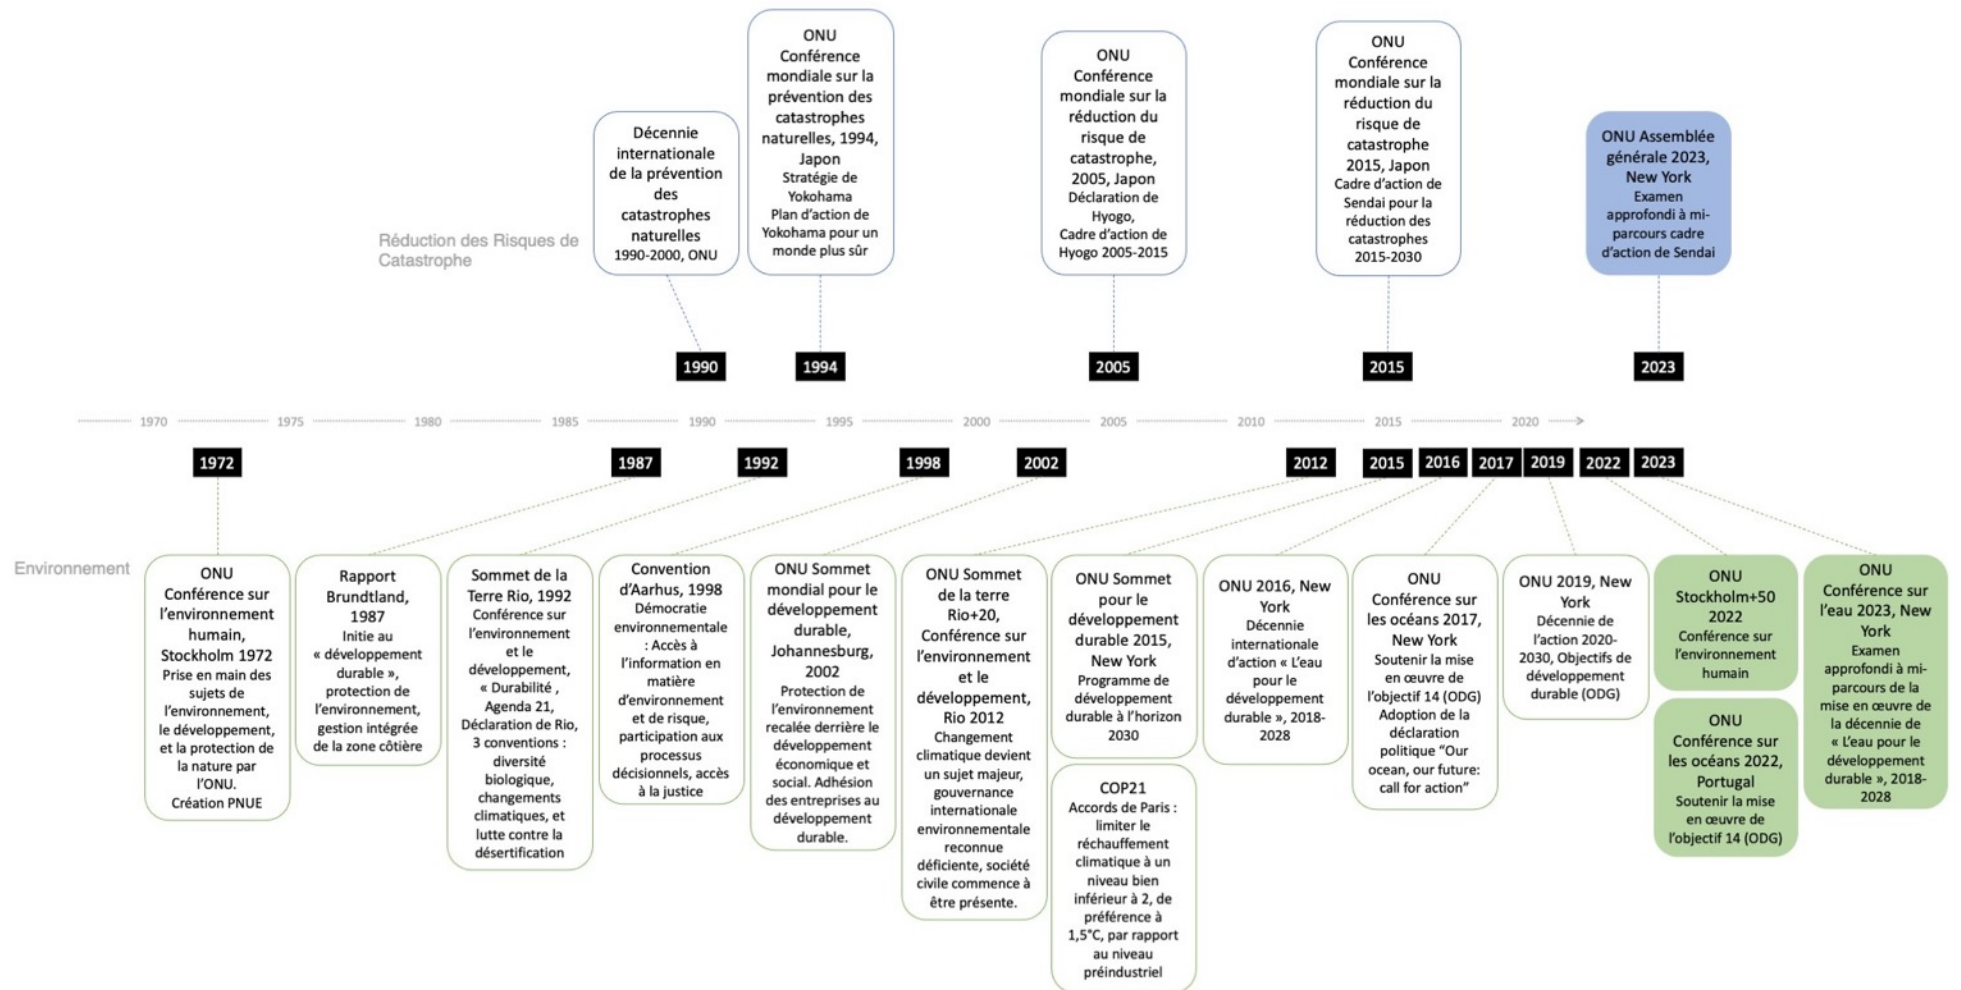 ONU
Conférence
mondiale sur la
prévention des
catastrophes
naturelles, 1994,
Japon
Stratégie de
Yokohama
Plan d'action de
Yokohama pour un
monde plus sûr
ONU
Conférence
mondiale sur la
réduction du
risque de
catastrophe,
2005, Japon
Déclaration de
Hyogo,
Cadre d'action de
Hyogo 2005-2015
ONU
Conférence
mondiale sur la
réduction du
risque de
catastrophe
2015, Japon
Cadre d'action de
Sendai pour la
réduction des
catastrophes
2015-2030
Décennie
internationale
de la prévention
des
catastrophes
naturelles
1990-2000, ONU
ONU Assemblée
générale 2023,
New York
Examen
approfondi à mi-
parcours cadre
d'action de Sendai
Réduction des Risques de
Catastrophe
1990
1994
2005
2015
2023
1970
1975
1980
1985
1990
1995
2000
2005
2010
2015
2020
1972
1987
1992
1998
2002
2012
2015
2016
2017
2019
2022
2023
Environnement
ONU
Conférence sur
l'environnement
humain,
Stockholm 1972
Prise en main des
sujets de
l'environnement,
le développement,
et la protection de
la nature par
l'ONU.
Création PNUE
Rapport
Brundtland,
1987
Initie au
« développement
durable »,
protection de
l'environnement,
gestion intégrée
de la zone côtière
Sommet de la
Terre Rio, 1992
Conférence sur
l'environnement
et le
développement,
« Durabilité ,
Agenda 21,
Déclaration de Rio,
3 conventions :
diversité
biologique,
changements
climatiques, et
lutte contre la
désertification
Convention
d'Aarhus, 1998
Démocratie
environnementale
: Accès à
l'information en
matière
d'environnement
et de risque,
participation aux
processus
décisionnels, accès
à la justice
ONU Sommet
mondial pour le
développement
durable,
Johannesburg,
2002
Protection de
l'environnement
recalée derrière le
développement
économique et
social. Adhésion
des entreprises au
développement
durable.
ONU Sommet
de la terre
Rio+20,
Conférence sur
l'environnement
et le
développement,
Rio 2012
Changement
climatique devient
un sujet majeur,
gouvernance
internationale
environnementale
reconnue
déficiente, société
civile commence à
être présente.
ONU Sommet
pour le
développement
durable 2015,
New York
Programme de
développement
durable à l'horizon
2030
COP21
Accords de Paris :
limiter le
réchauffement
climatique à un
niveau bien
inférieur à 2, de
préférence à
1,5°C, par rapport
au niveau
préindustriel
ONU 2016, New
York
Décennie
internationale
d'action « L'eau
pour le
développement
durable », 2018-
2028
ONU
Conférence sur
les océans 2017,
New York
Soutenir la mise
en œuvre de
l'objectif 14 (ODG)
Adoption de la
déclaration
politique "Our
ocean, our future:
call for action"
ONU 2019, New
York
Décennie de
l'action 2020-
2030, Objectifs de
développement
durable (ODG)
ONU
Stockholm+50
2022
Conférence sur
l'environnement
humain
ONU
Conférence sur
les océans 2022,
Portugal
Soutenir la mise
en œuvre de
l'objectif 14 (ODG)
ONU
Conférence sur
l'eau 2023, New
York
Examen
approfondi à mi-
parcours de la
mise en œuvre de
la décennie de
« L'eau pour le
développement
durable », 2018-
2028